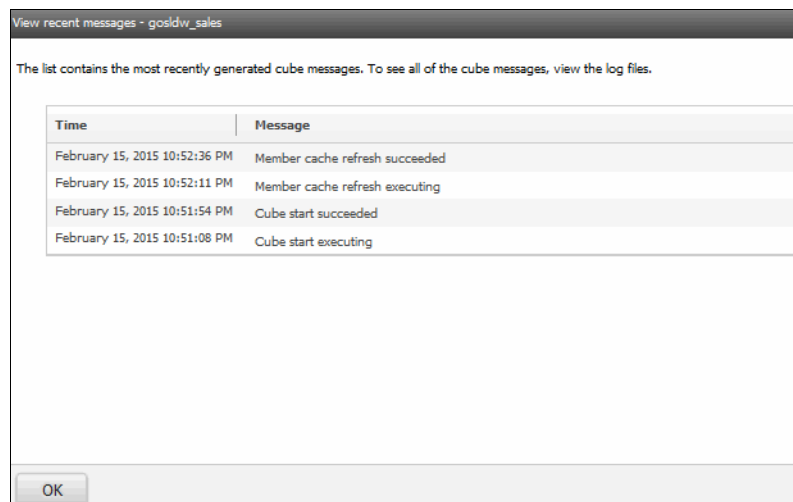 View recent messages - gosldw_sales
The list contains the most recently generated cube messages. To see all of the cube messages, view the log files.
Time Message
February 15, 2015 10:52:36 PM Member cache refresh succeeded
February 15, 2015 10:52:11 PM Member cache refresh executing
February 15, 2015 10:51:54 PM Cube start succeeded
February 15, 2015 10:51:08 PM Cube start executing
OK